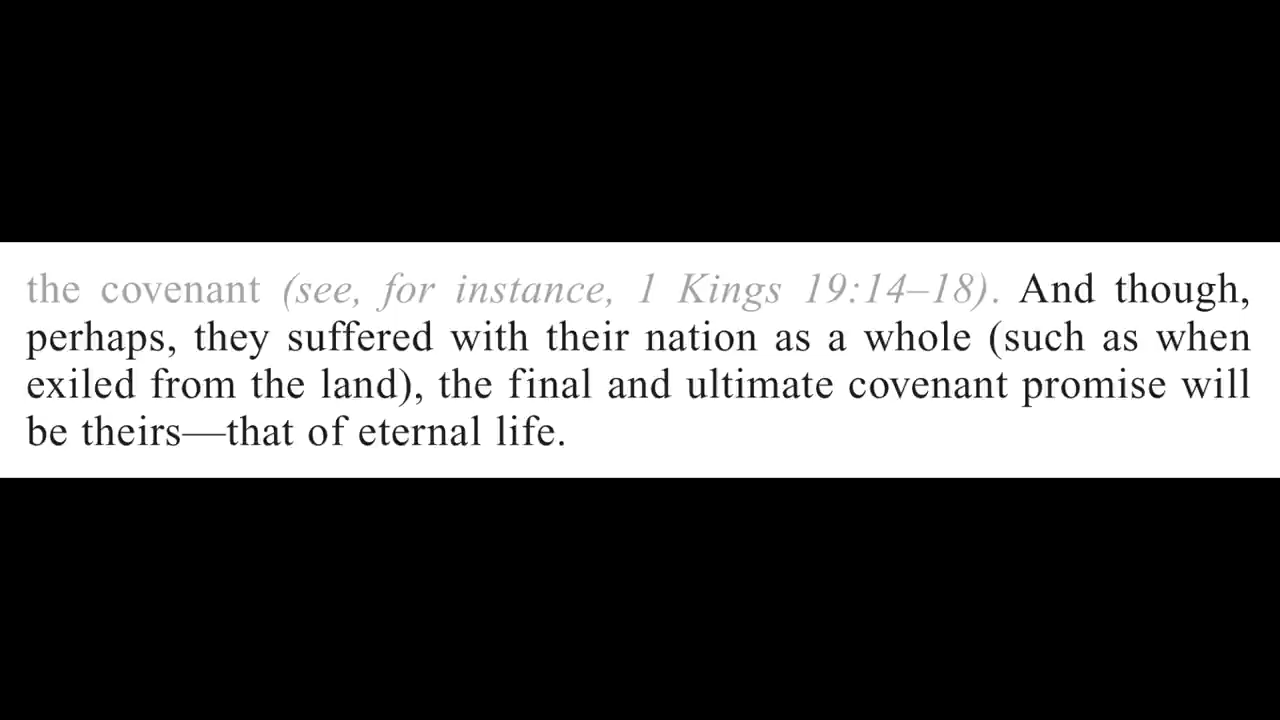 the covenant (see, for instance, 1 Kings 19:14–18). And though,
perhaps, they suffered with their nation as a whole (such as when
exiled from the land), the final and ultimate covenant promise will
be theirs—that of eternal life.